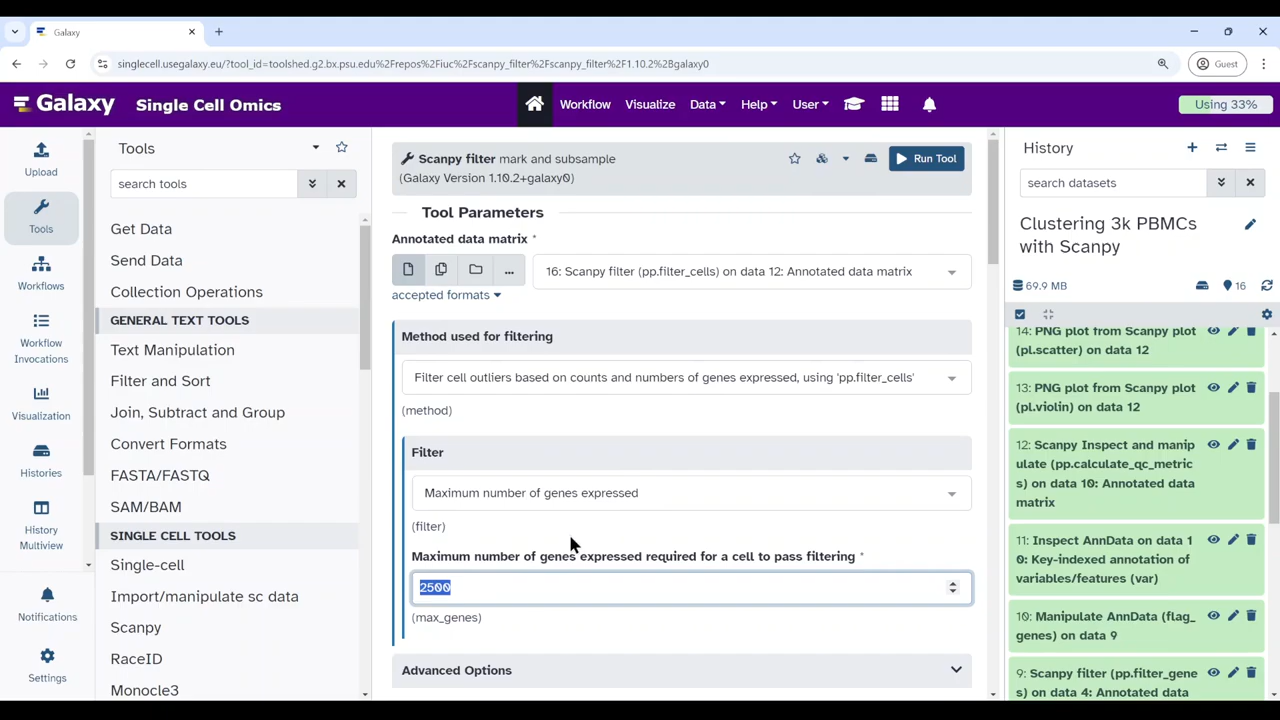 Galaxy
singlecell.usegalaxy.eu/?tool_id=toolshed.g2.bx.psu.edu%2Frepos%2Fiuc%2Fscanpy_filter%2Fscanpy_filter%2F1.10.2%2Bgalaxy0
Guest
Galaxy Single Cell Omics
Workflow Visualize Data Help User
Using 33%
Upload
Tools
Workflows
Workflow
Invocations
Visualization
Histories
History
Multiview
Notifications
Settings
Tools
search tools
Get Data
Send Data
Collection Operations
GENERAL TEXT TOOLS
Text Manipulation
Filter and Sort
Join, Subtract and Group
Convert Formats
FASTA/FASTQ
SAM/BAM
SINGLE CELL TOOLS
Single-cell
Import/manipulate sc data
Scanpy
RaceID
Monocle3
Scanpy filter mark and subsample
(Galaxy Version 1.10.2+galaxy0)
Run Tool
Tool Parameters
Annotated data matrix *
16: Scanpy filter (pp.filter_cells) on data 12: Annotated data matrix
accepted formats
Method used for filtering
Filter cell outliers based on counts and numbers of genes expressed, using 'pp.filter_cells'
(method)
Filter
Maximum number of genes expressed
(filter)
Maximum number of genes expressed required for a cell to pass filtering *
2500
(max_genes)
Advanced Options
History
search datasets
Clustering 3k PBMCs
with Scanpy
69.9 MB
16
14: PNG plot from Scanpy plot
(pl.scatter) on data 12
13: PNG plot from Scanpy plot
(pl.violin) on data 12
12: Scanpy Inspect and manip
ulate (pp.calculate_qc_metric
s) on data 10: Annotated data
matrix
11: Inspect AnnData on data 1
0: Key-indexed annotation of
variables/features (var)
10: Manipulate AnnData (flag_
genes) on data 9
9: Scanpy filter (pp.filter_gene
s) on data 4: Annotated data